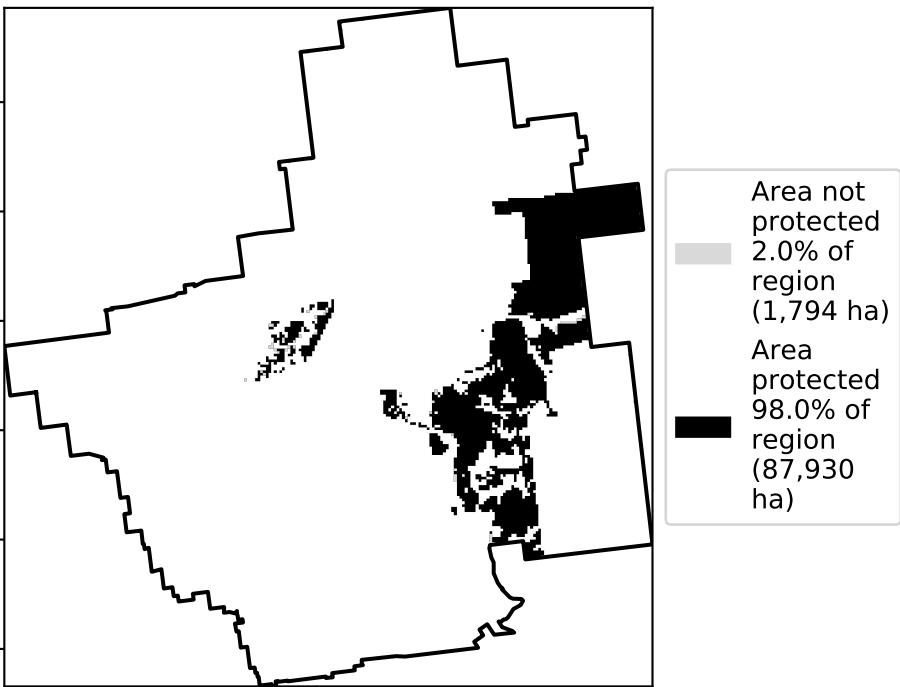 Area not
protected
2.0% of
region
(1,794 ha)
Area
protected
98.0% of
region
(87,930
ha)